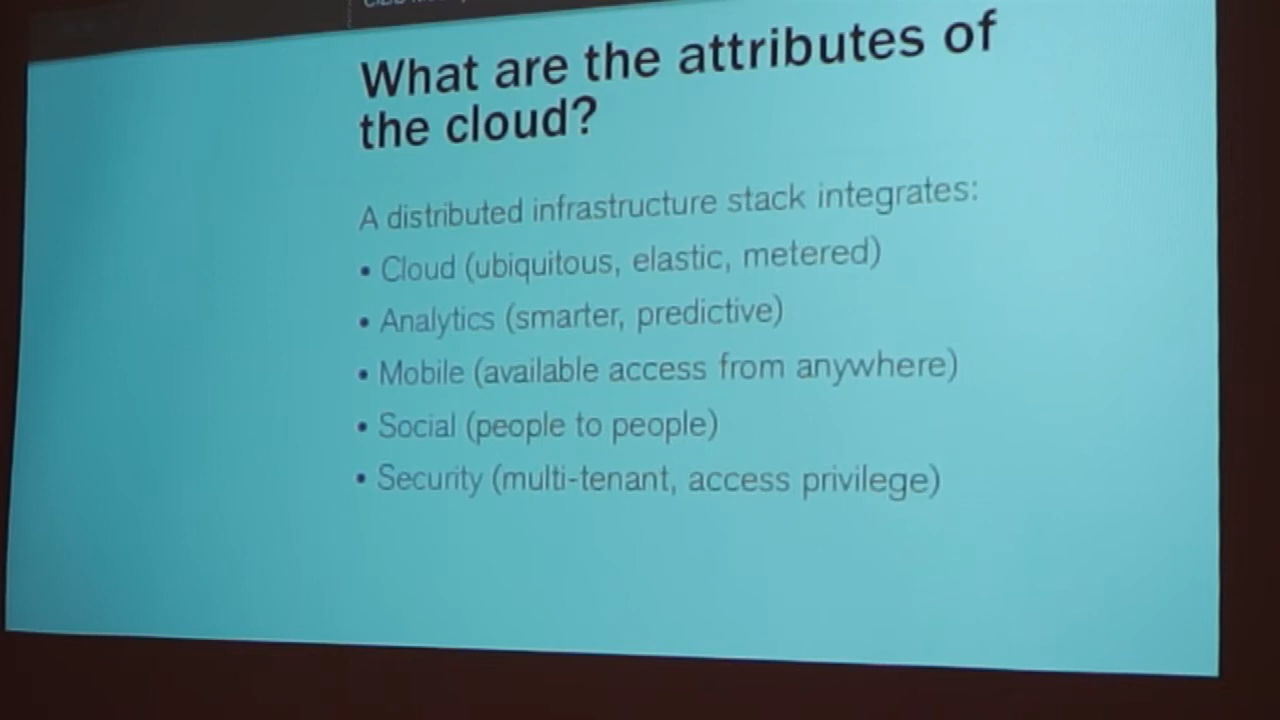 What are the attributes of
the cloud?
A distributed infrastructure stack integrates:
• Cloud (ubiquitous, elastic, metered)
• Analytics (smarter, predictive)
• Mobile (available access from anywhere)
• Social (people to people)
• Security (multi-tenant, access privilege)